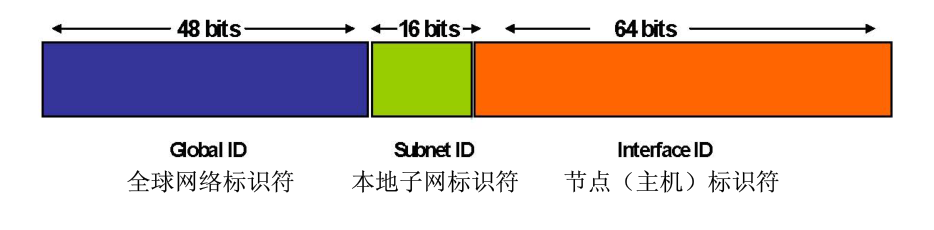 48 bits 16 bits 64 bits
Global ID Subnet ID Interface ID
全球网络标识符 本地子网标识符 节点（主机）标识符